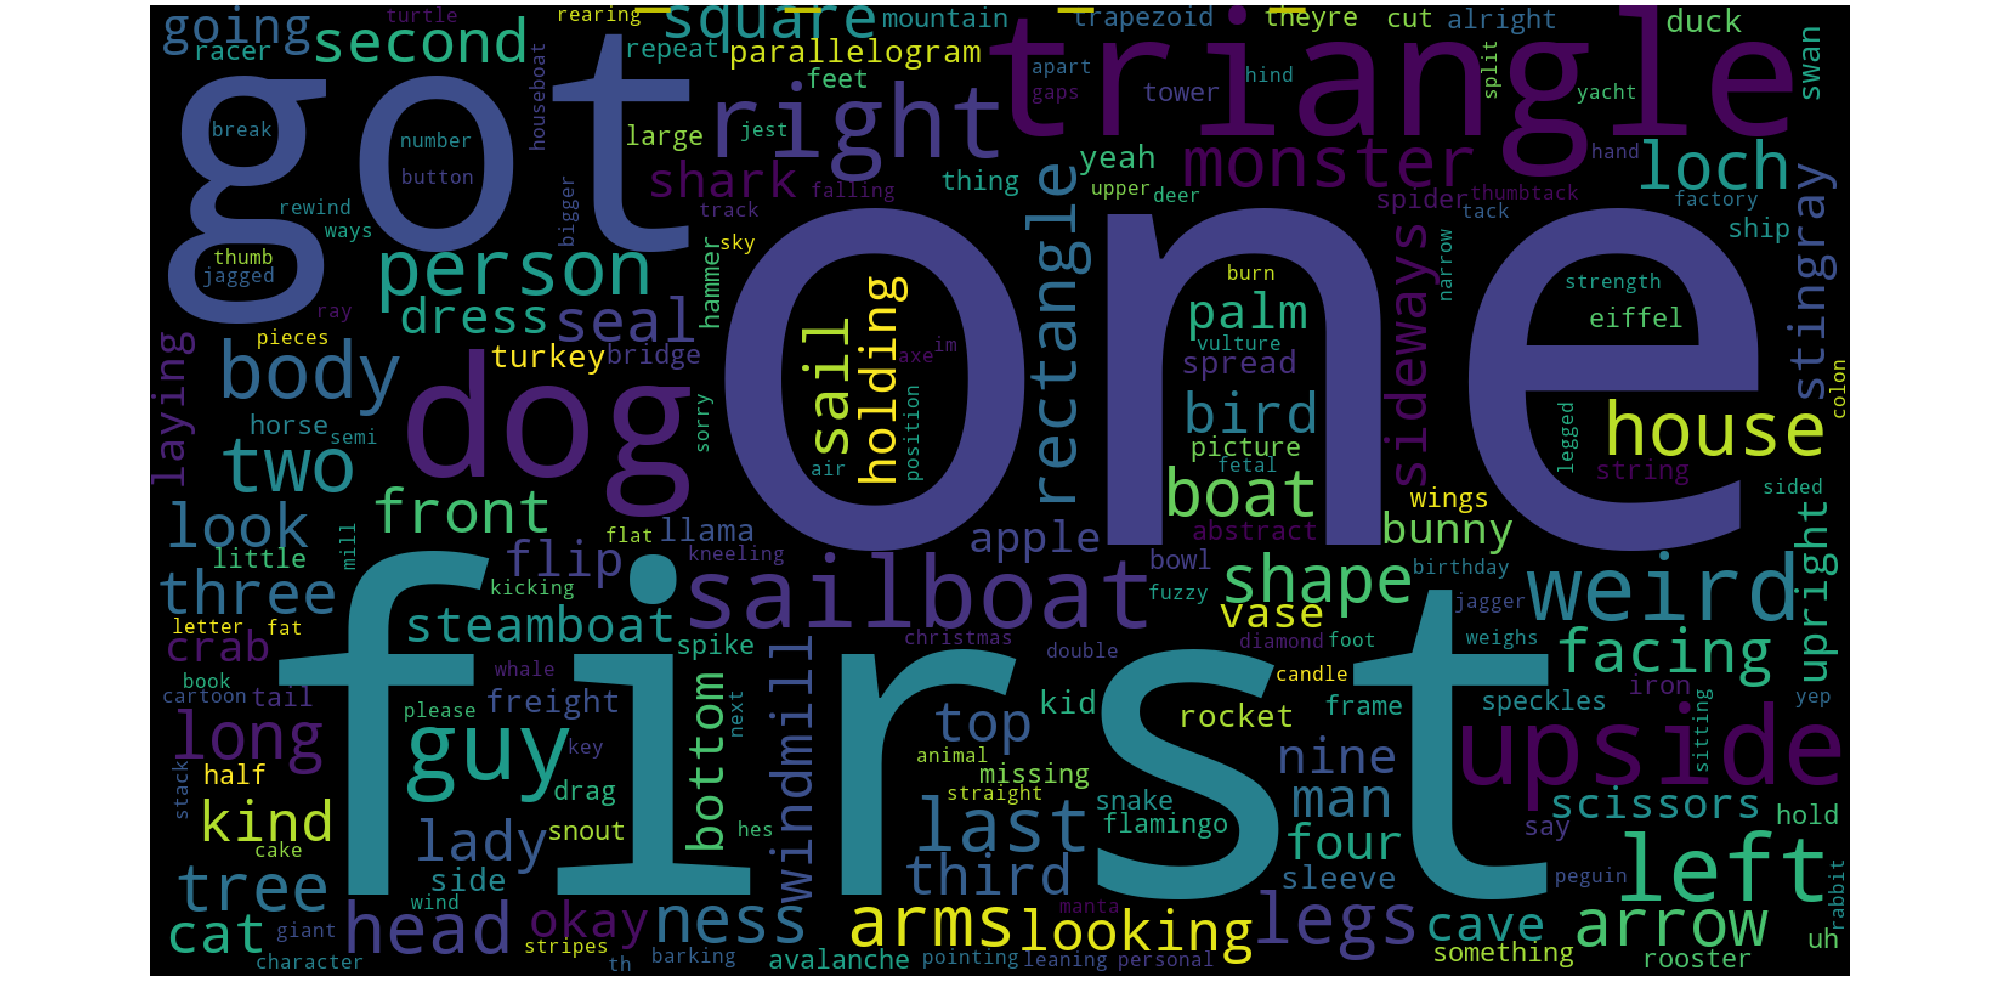 turtle rearing square mountain trapezoid theyre cut alright duck
going racer second repeat parallelogram triangle
got houseboat feet right apart gaps hind tower split yacht swan
break number large jest monster hand loch
button shark falling thing yeah upper deer spider thumbtack factory
rewind ways bigger track tack ship
thumb jagged person hammer sky rectangle one burn sideways narrow strength stingray
ray dress seal holding palm eiffel
pieces turkey bridge sail axe im vulture spread
laying body dog bird house colon
horse semi sorry air position picture fetal legged string
two boat wings sided
look front flat llama apple abstract bunny upright
little mill flip kneeling bowl birthday
three kicking sailboat fuzzy shape jagger weird
letter fat steamboat christmas vase
crab first spike windmill double diamond foot weighs facing
book whale candle iron
cartoon tail freight kid speckles yep
please bottom next top rocket frame sitting
long guy key animal nine upside
half stack drag missing
kind straight snake man scissors hold
cake lady snout hes last flamingo four say left
tree side third sleeve peguin rabbit
wind manta
cat giant head okay ness arms looking legs cave arrow uh
character stripes th barking avalanche pointing leaning personal something rooster